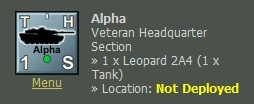 T H
Alpha
1 S
Menu
Alpha
Veteran Headquarter
Section
» 1 x Leopard 2A4 (1 x
Tank)
» Location: Not Deployed